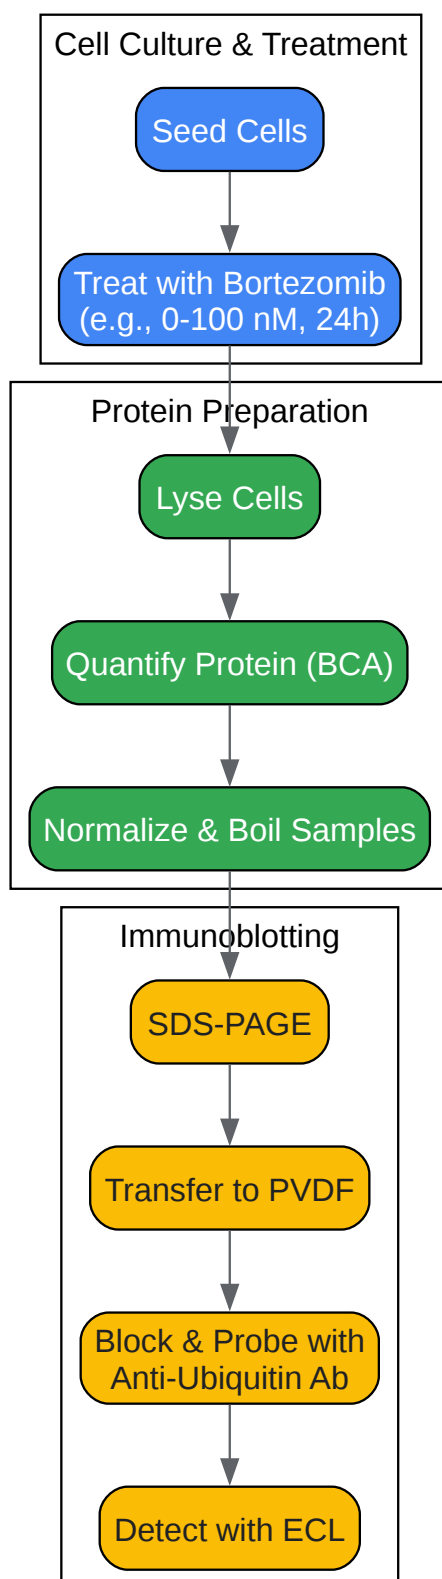 Cell Culture & Treatment
Seed Cells
Treat with Bortezomib
(e.g., 0-100 nM, 24h)
Protein Preparation
Lyse Cells
Quantify Protein (BCA)
Normalize & Boil Samples
Immunoblotting
SDS-PAGE
Transfer to PVDF
Block & Probe with
Anti-Ubiquitin Ab
Detect with ECL